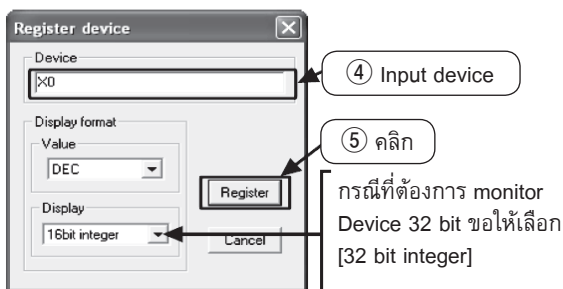 Register device
Device
X0
④ Input device
Display format
Value
DEC
⑤ คลิก
Register
Display
16bit integer
Cancel
กรณีที่ต้องการ monitor
Device 32 bit ขอให้เลือก
[32 bit integer]